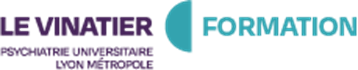 LE VINATIER
PSYCHIATRIE UNIVERSITAIRE
LYON MÉTROPOLE
FORMATION